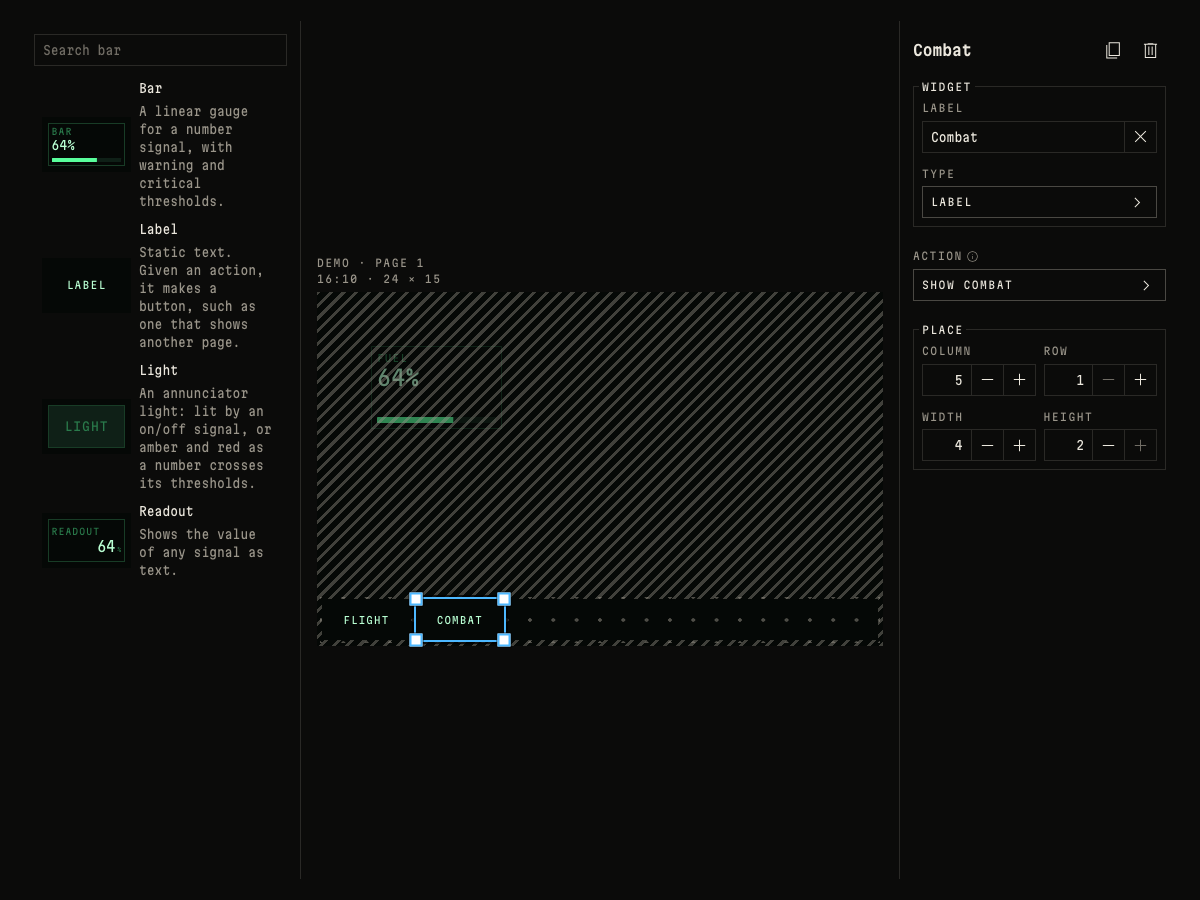 Search bar
Bar
A linear gauge
for a number
signal, with
warning and
critical
thresholds.
BAR
64%
Label
Static text.
Given an action,
it makes a
button, such as
one that shows
another page.
LABEL
Light
An annunciator
light: lit by an
on/off signal, or
amber and red as
a number crosses
its thresholds.
LIGHT
Readout
Shows the value
of any signal as
text.
READOUT
64%
DEMO · PAGE 1
16:10 · 24 × 15
FUEL
64%
FLIGHT
COMBAT
Combat
WIDGET
LABEL
Combat
TYPE
LABEL
ACTION
SHOW COMBAT
PLACE
COLUMN ROW
5 1
WIDTH HEIGHT
4 2